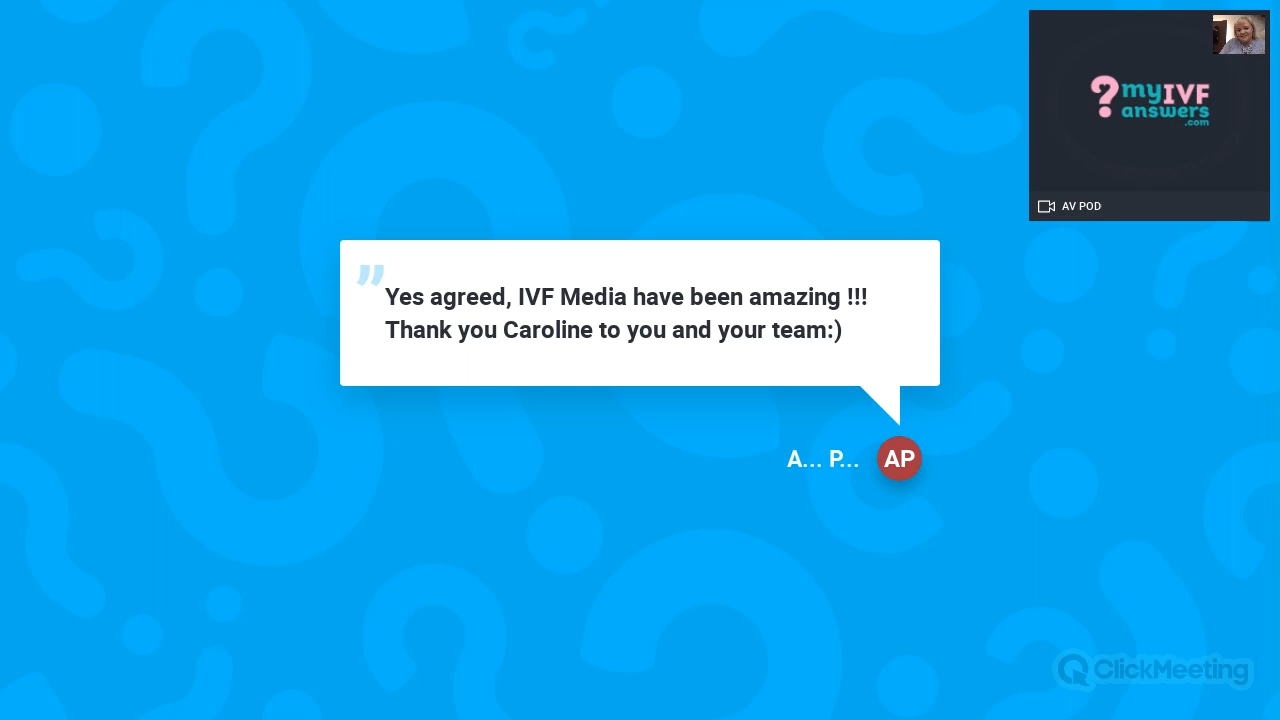 ?myIVF
answers
.com
AV POD
Yes agreed, IVF Media have been amazing !!!
Thank you Caroline to you and your team:)
A... P...
AP
ClickMeeting